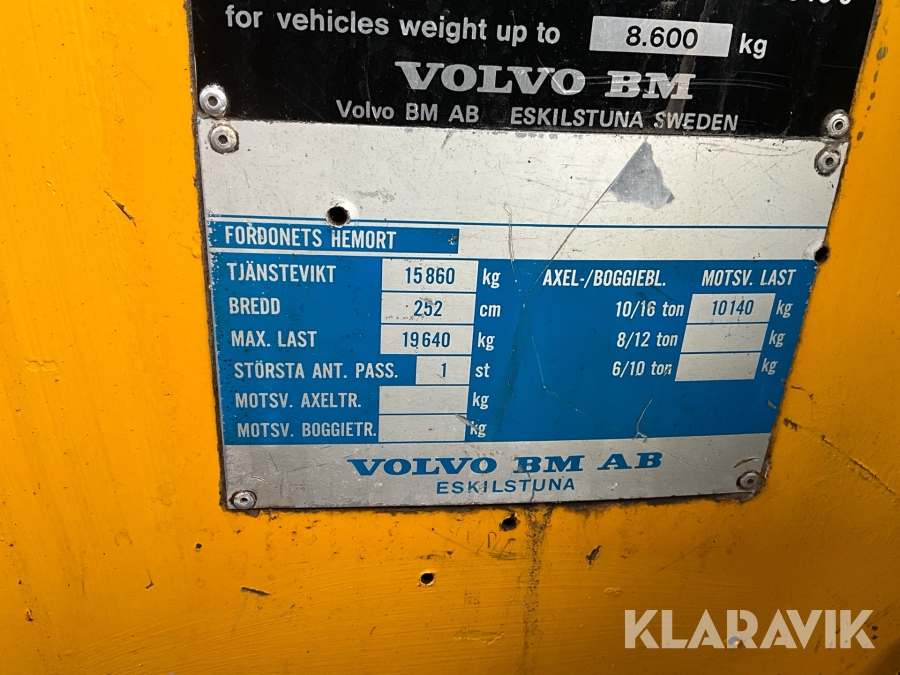 for vehicles weight up to 8.600 kg
VOLVO BM
Volvo BM AB ESKILSTUNA SWEDEN
FORDONETS HEMORT
TJÄNSTEVIKT 15860 kg AXEL-/BOGGIEBL. MOTSV. LAST
BREDD 252 cm 10/16 ton 10140 kg
MAX. LAST 19640 kg 8/12 ton kg
STÖRSTA ANT. PASS. 1 st 6/10 ton kg
MOTSV. AXELTR. kg
MOTSV. BOGGIETR. kg
VOLVO BM AB
ESKILSTUNA
KLARAVIK